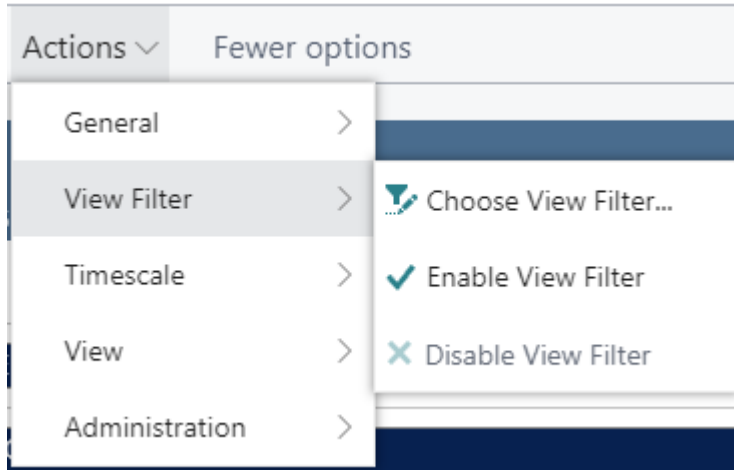 Actions
Fewer options
General
View Filter
Choose View Filter...
Enable View Filter
Disable View Filter
Timescale
View
Administration